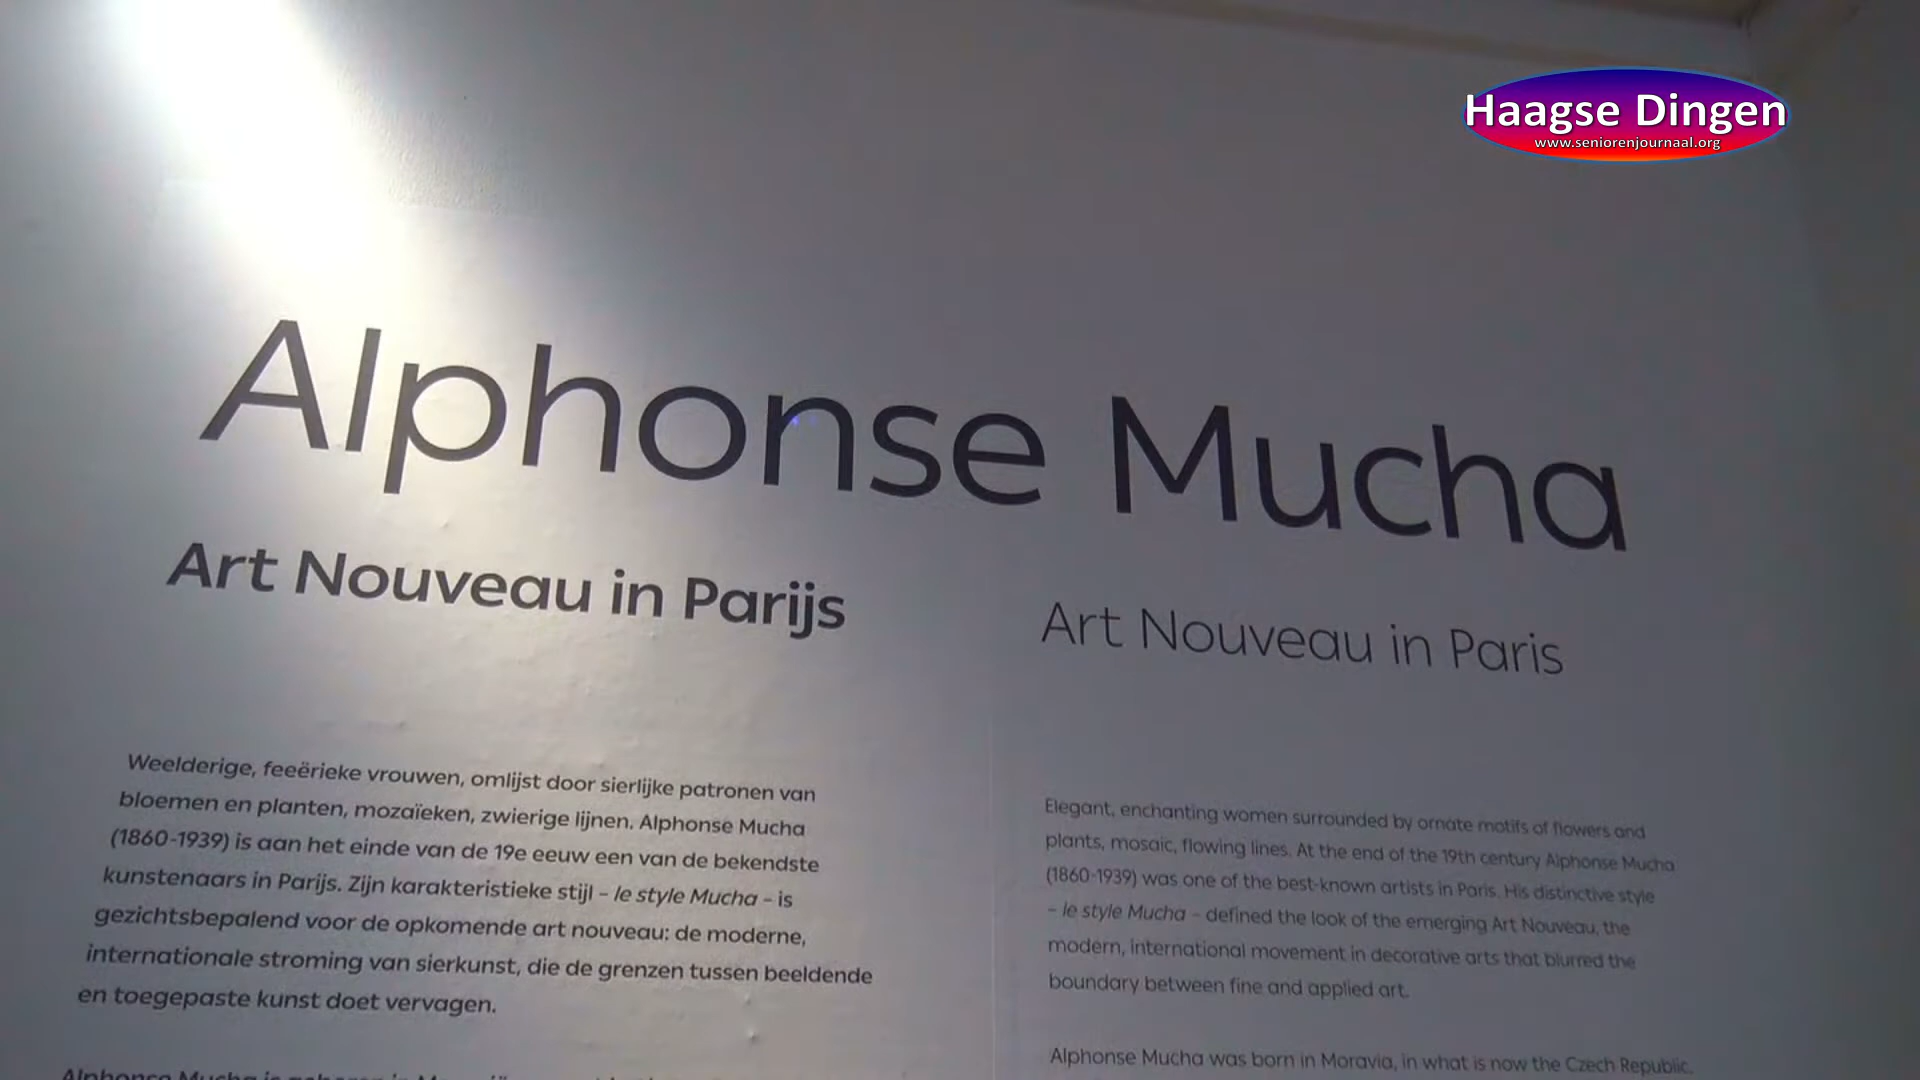 Haagse Dingen
www.seniorenjournaal.org
Alphonse Mucha
Art Nouveau in Parijs
Weelderige, feeërieke vrouwen, omlijst door sierlijke patronen van
bloemen en planten, mozaïeken, zwierige lijnen. Alphonse Mucha
(1860-1939) is aan het einde van de 19e eeuw een van de bekendste
kunstenaars in Parijs. Zijn karakteristieke stijl – le style Mucha – is
gezichtsbepalend voor de opkomende art nouveau: de moderne,
internationale stroming van sierkunst, die de grenzen tussen beeldende
en toegepaste kunst doet vervagen.
Alphonse Mucha is geboren in
Art Nouveau in Paris
Elegant, enchanting women surrounded by ornate motifs of flowers and
plants, mosaic, flowing lines. At the end of the 19th century Alphonse Mucha
(1860-1939) was one of the best-known artists in Paris. His distinctive style
– le style Mucha – defined the look of the emerging Art Nouveau, the
modern, international movement in decorative arts that blurred the
boundary between fine and applied art.
Alphonse Mucha was born in Moravia, in what is now the Czech Republic.